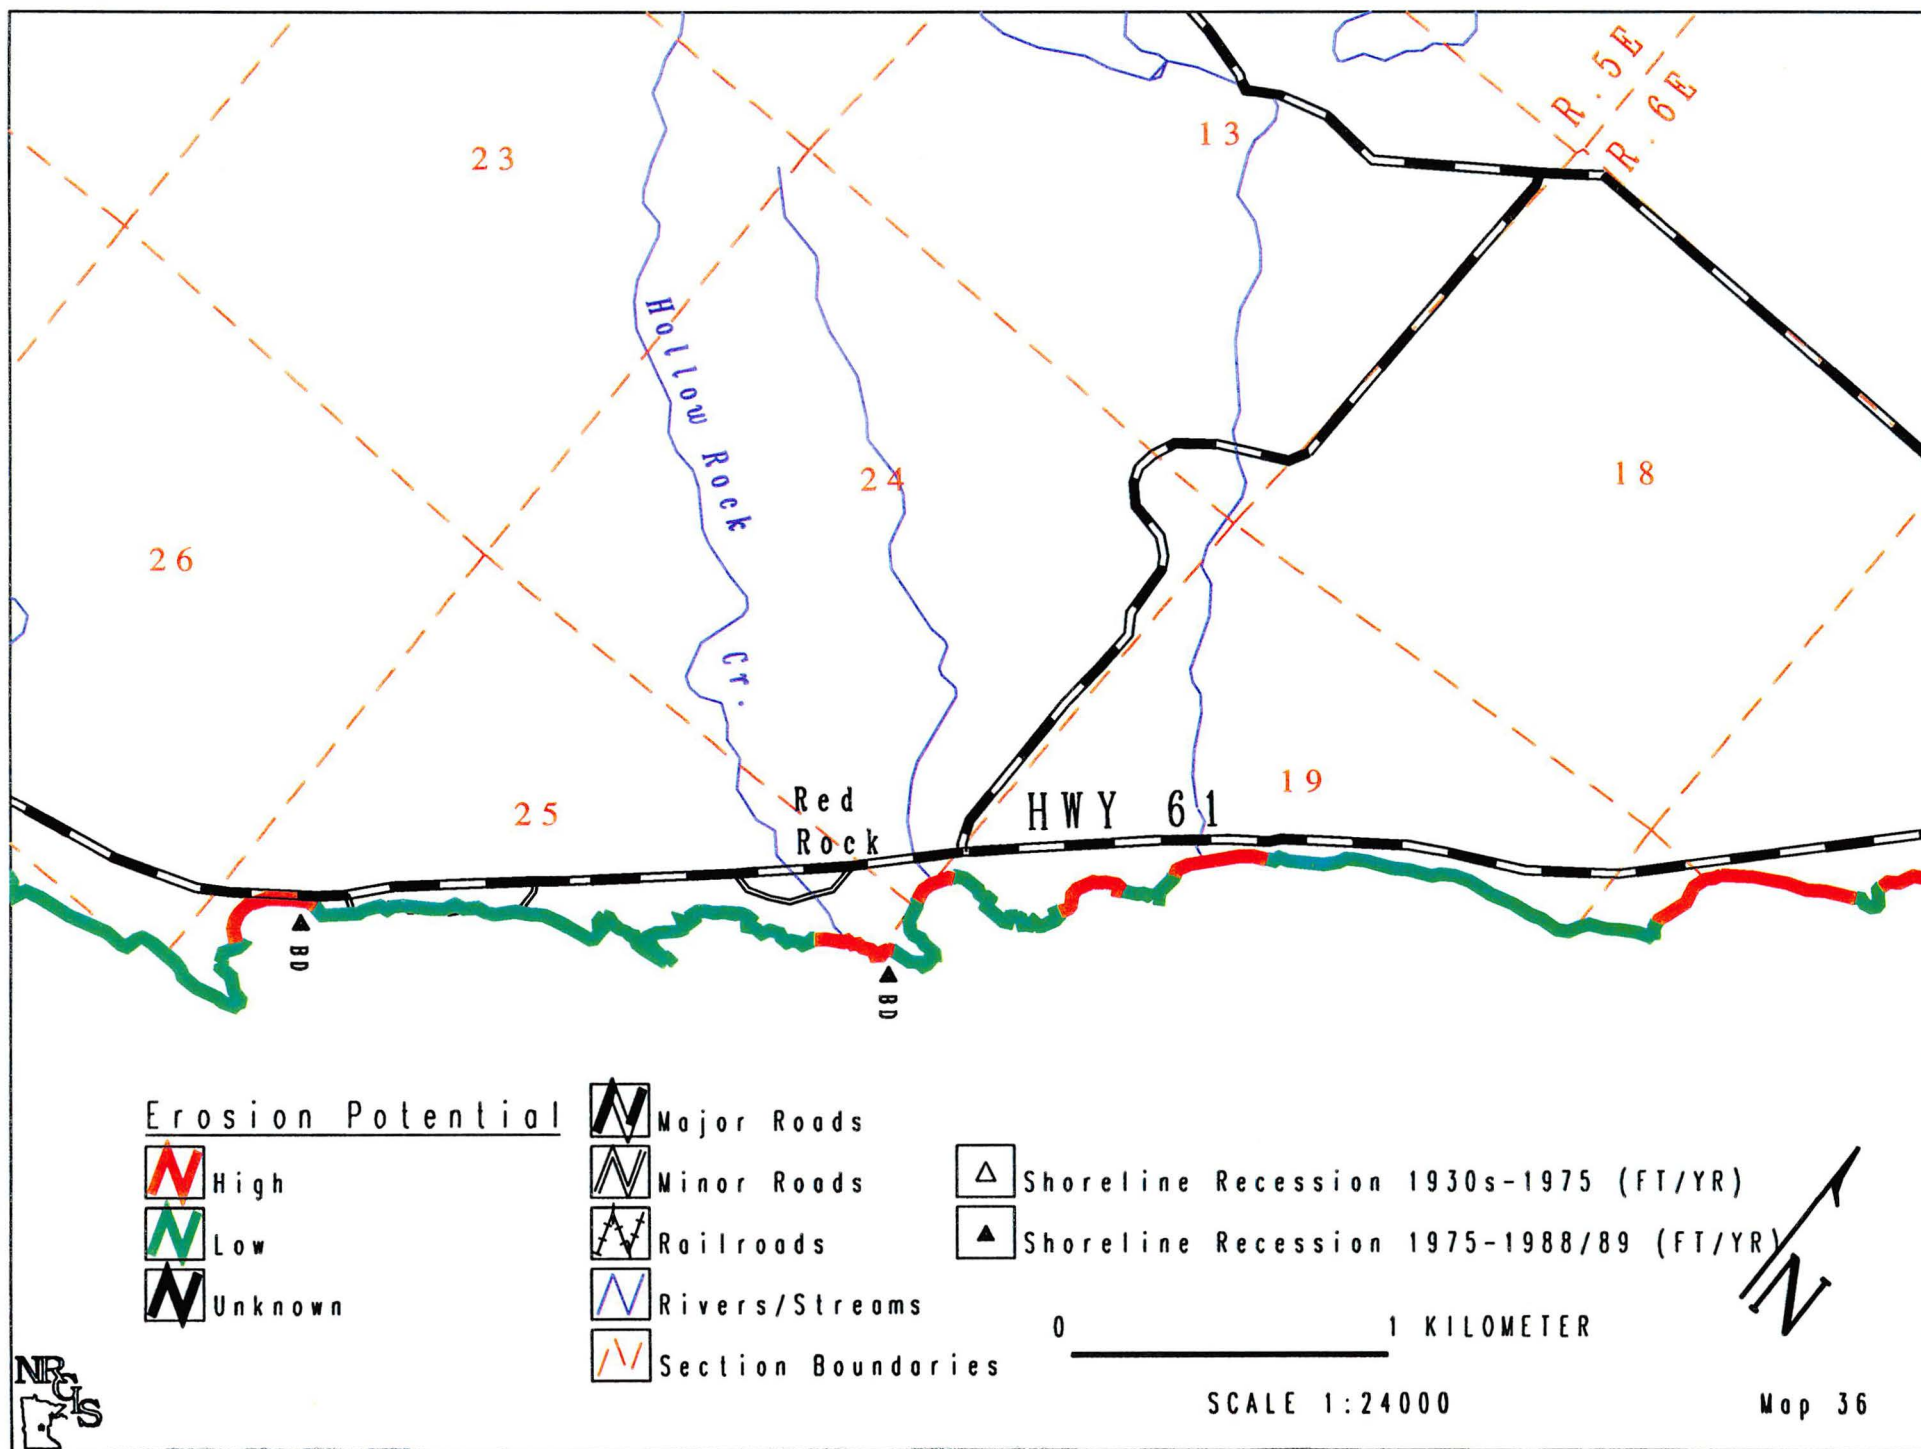 R. 5E
R. 6E
13
23
Hollow Rock Cr.
24
18
26
Red
Rock
25
HWY 61
19
BD
BD
Erosion Potential
High
Low
Unknown
Major Roads
Minor Roads
Railroads
Rivers/Streams
Section Boundaries
Shoreline Recession 1930s-1975 (FT/YR)
Shoreline Recession 1975-1988/89 (FT/YR)
N
0 1 KILOMETER
SCALE 1:24000
Map 36
NRGIS